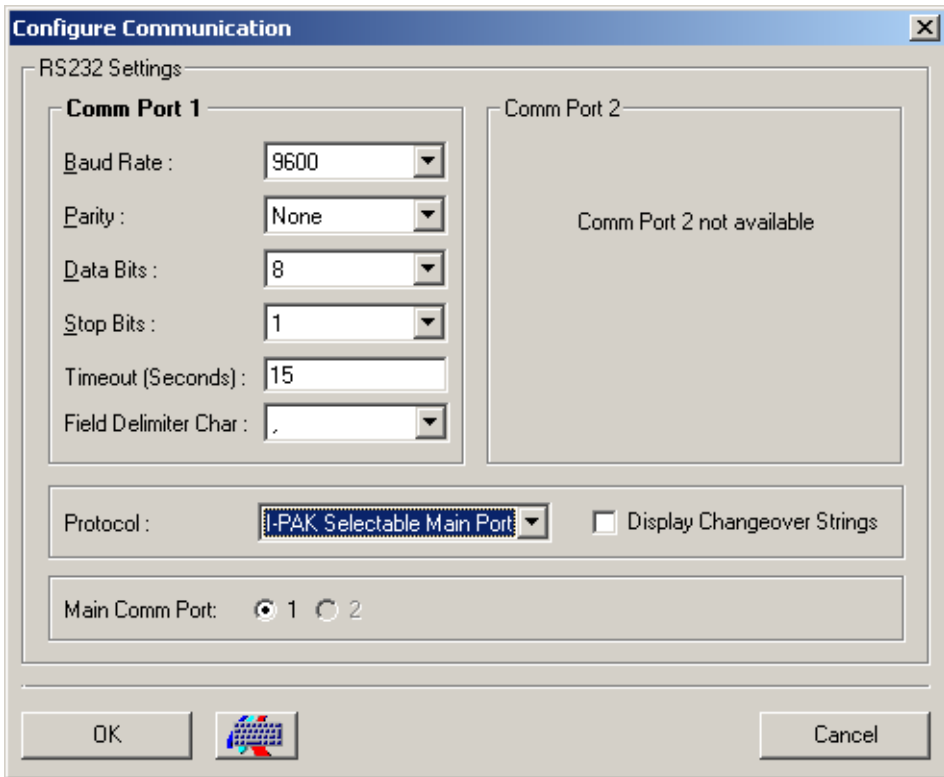 Configure Communication
RS232 Settings
Comm Port 1
Baud Rate :
9600
Parity :
None
Data Bits :
8
Stop Bits :
1
Timeout (Seconds) :
15
Field Delimiter Char :
,
Comm Port 2
Comm Port 2 not available
Protocol :
I-PAK Selectable Main Port
Display Changeover Strings
Main Comm Port:
1
2
OK
Cancel